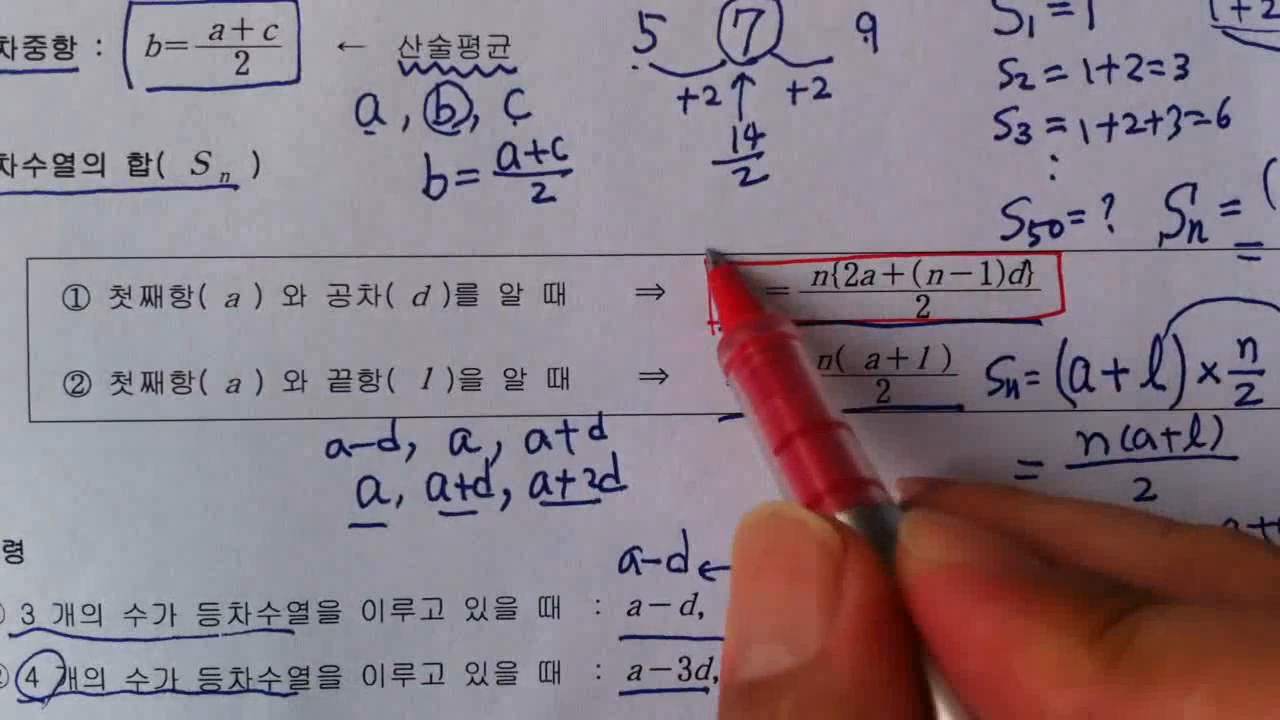 차중항 : b = (a+c)/2 ← 산술평균
a , b , c
b = (a+c)/2
5 7 9
+2 +2
↑
14/2
S₁ = 1
1+2
S₂ = 1+2=3
S₃ = 1+2+3=6
:
S₅₀ = ? Sₙ = (
차수열의 합( Sₙ )
① 첫째항( a ) 와 공차( d )를 알 때 ⇒ = n{2a+(n-1)d}/2
② 첫째항( a ) 와 끝항( l )을 알 때 ⇒ n( a+l )/2
Sₙ = (a+l) × n/2
= n(a+l)/2
a-d, a, a+d
a, a+d, a+2d
령
a-d ←
3 개의 수가 등차수열을 이루고 있을 때 : a-d,
4 개의 수가 등차수열을 이루고 있을 때 : a-3d,